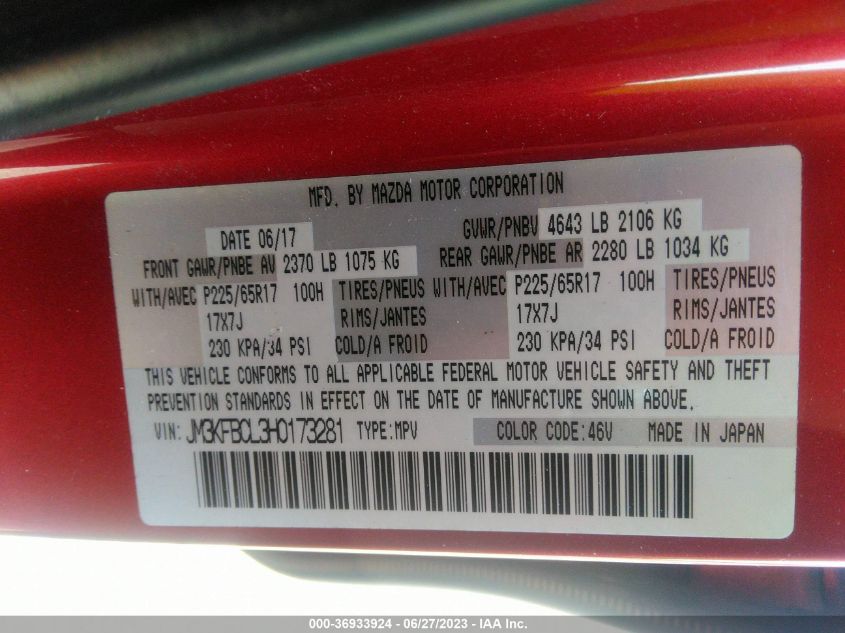 MFD. BY MAZDA MOTOR CORPORATION
DATE 06/17 GVWR/PNBV 4643 LB 2106 KG
FRONT GAWR/PNBE AV 2370 LB 1075 KG REAR GAWR/PNBE AR 2280 LB 1034 KG
WITH/AVEC P225/65R17 100H TIRES/PNEUS WITH/AVEC P225/65R17 100H TIRES/PNEUS
17X7J RIMS/JANTES 17X7J RIMS/JANTES
230 KPA/34 PSI COLD/A FROID 230 KPA/34 PSI COLD/A FROID
THIS VEHICLE CONFORMS TO ALL APPLICABLE FEDERAL MOTOR VEHICLE SAFETY AND THEFT
PREVENTION STANDARDS IN EFFECT ON THE DATE OF MANUFACTURE SHOWN ABOVE.
VIN: JM3KFBCL3H0173281 TYPE:MPV COLOR CODE:46V MADE IN JAPAN
000-36933924 - 06/27/2023 - IAA Inc.